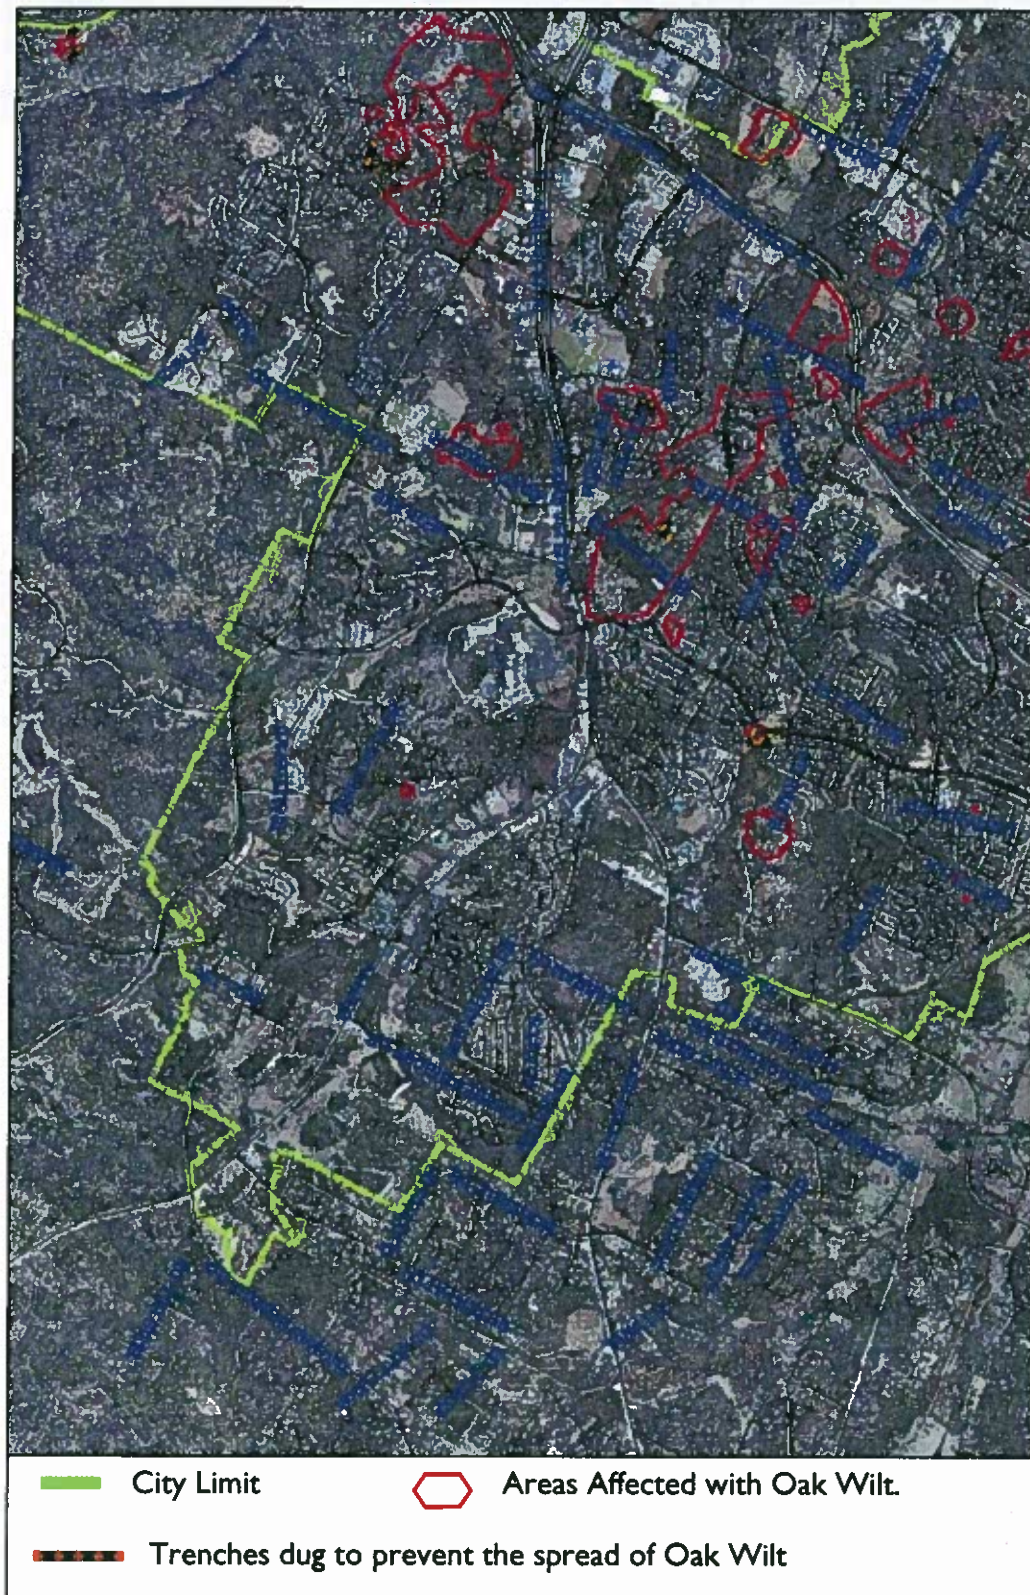 City Limit
Areas Affected with Oak Wilt.
Trenches dug to prevent the spread of Oak Wilt